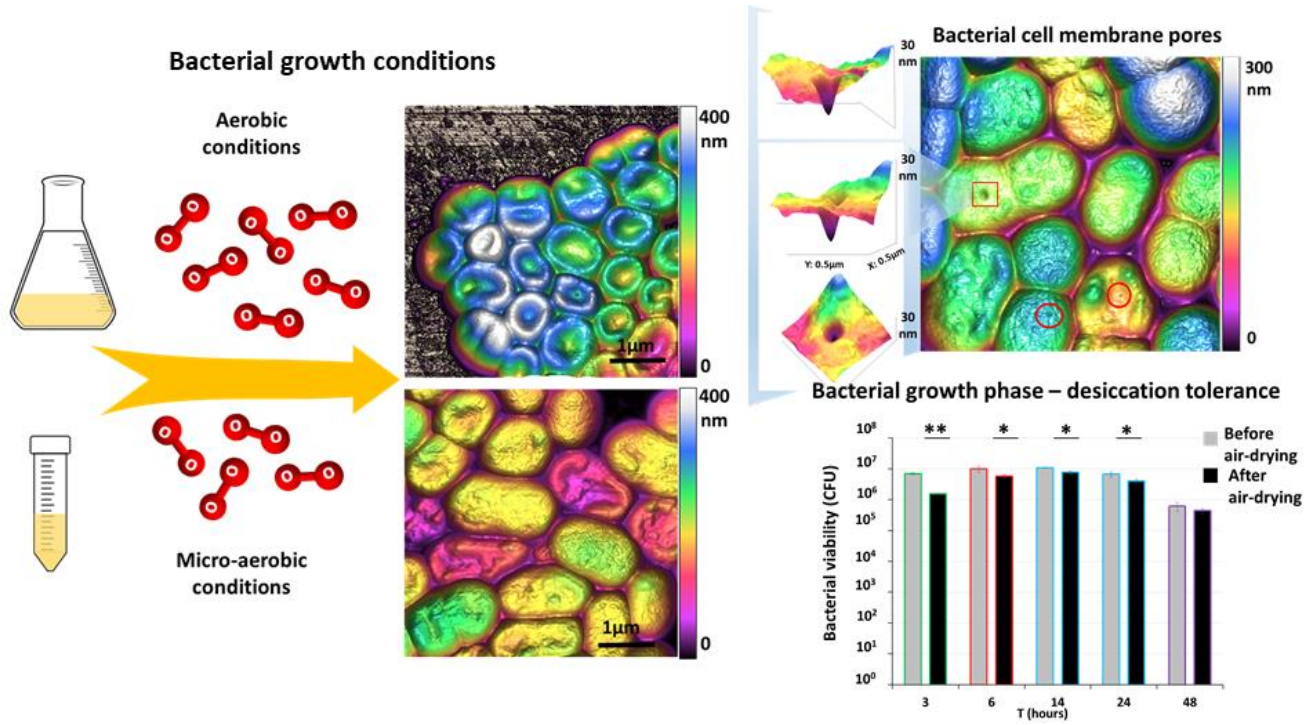 Bacterial growth conditions
Aerobic
conditions
O O
O O
O O
O O
O O
O O
400
nm
1µm
0
O O
O O
O O
O O
Micro-aerobic
conditions
400
nm
1µm
0
Bacterial cell membrane pores
30
nm
30
nm
Y: 0.5µm
X: 0.5µm
30
nm
300
nm
0
Bacterial growth phase – desiccation tolerance
** * * *
Before
air-drying
After
air-drying
Bacterial viability (CFU)
10⁸
10⁷
10⁶
10⁵
10⁴
10³
10²
10¹
10⁰
3 6 14 24 48
T (hours)